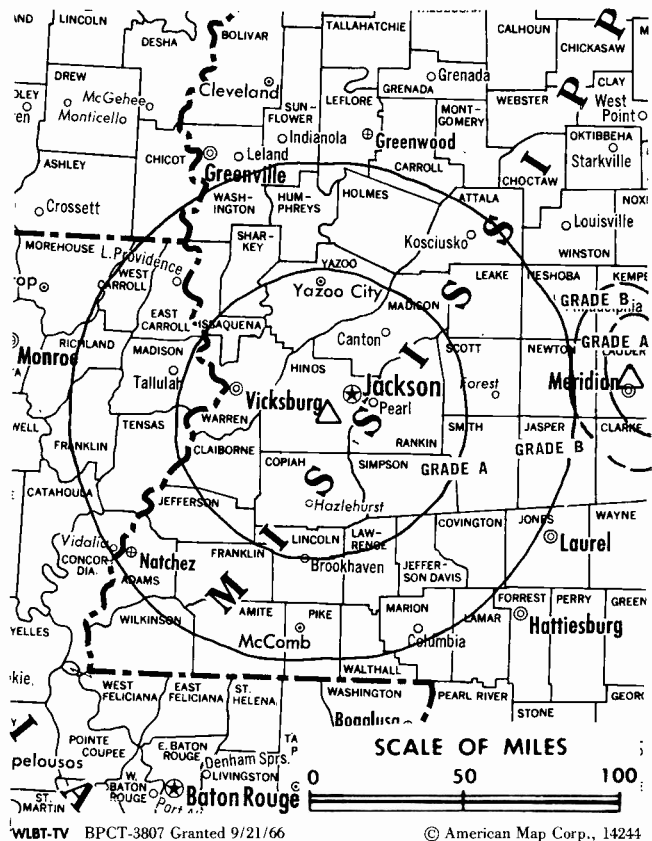 LINCOLN
DESHA
BOLIVAR
TALLAHATCHIE
CALHOUN
CHICKASAW
DREW
McGehee
Monticello
Cleveland
SUN-
FLOWER
LEFLORE
GRENADA
Grenada
MONT-
GOMERY
WEBSTER
CLAY
West
Point
Indianola
Greenwood
OKTIBBEHA
Starkville
ASHLEY
CHICOT
Leland
Greenville
CARROLL
CHOCTAW
Crossett
WASH-
INGTON
HUM-
PHREYS
HOLMES
ATTALA
Kosciusko
Louisville
WINSTON
MOREHOUSE
L. Providence
WEST
CARROLL
SHAR-
KEY
YAZOO
Yazoo City
LEAKE
NESHOBA
KEMPE
GRADE B
MADISON
EAST
CARROLL
ISSAQUENA
Canton
GRADE A
RICHLAND
Monroe
MADISON
Tallulah
HINDS
SCOTT
NEWTON
LAUDER
Vicksburg
Jackson
Pearl
Forest
Meridian
WARREN
TENSAS
FRANKLIN
CLAIBORNE
RANKIN
SMITH
JASPER
CLARKE
GRADE B
COPIAH
SIMPSON
GRADE A
CATAHOULA
JEFFERSON
Hazlehurst
COVINGTON
JONES
WAYNE
Vidalia
Natchez
CONCOR-
DIA
ADAMS
FRANKLIN
LINCOLN
LAW-
RENCE
Brookhaven
JEFFER-
SON DAVIS
Laurel
WILKINSON
AMITE
PIKE
MARION
LAMAR
FORREST
PERRY
GREEN
McComb
Columbia
Hattiesburg
WALTHALL
MISSISSIPP
WEST
FELICIANA
EAST
FELICIANA
ST.
HELENA
WASHINGTON
PEARL RIVER
GEORG
STONE
Bogalusa
POINTE
COUPEE
E. BATON
ROUGE
Denham Sprs.
LIVINGSTON
pelousas
W.
BATON
ROUGE
ST.
MARTIN
Baton Rouge
SCALE OF MILES
0 50 100
WLBT-TV BPCT-3807 Granted 9/21/66
© American Map Corp., 14244